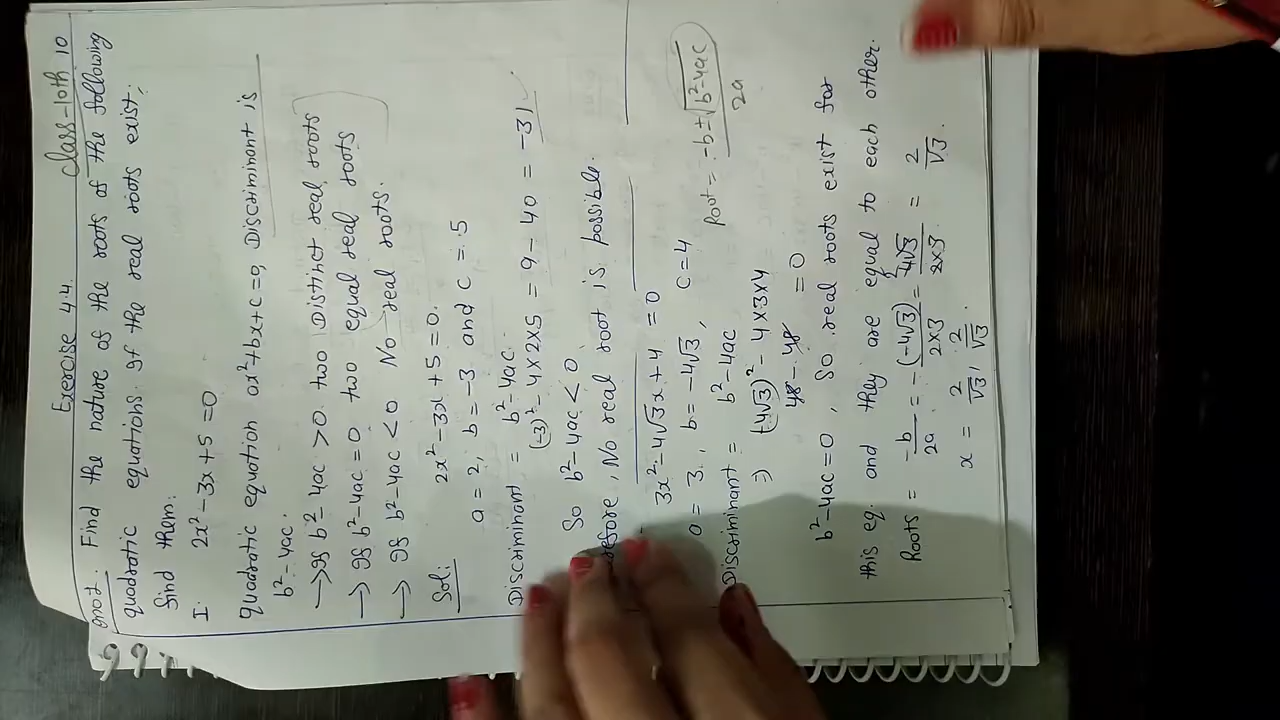 Exercise 4.4. Class-10th 10
Find the nature of the roots of the following
quadratic equations. If the real roots exist,
find them:
I. 2x²-3x+5=0
Quadratic equation ax²+bx+c=0, Discriminant is
b²-4ac.
→ If b²-4ac >0 two Distinct real roots
→ If b²-4ac = 0 two equal real roots
→ If b²-4ac < 0 No real roots.
Sol: 2x²-3x+5=0.
a = 2, b = -3 and c = 5
Discriminant = b²-4ac
(-3)²-4×2×5 = 9-40 = -31
So b²-4ac < 0
, No real root is possible.
3x²-4√3x+4 = 0
a = 3, b = -4√3, c=4
Root = -b±√b²-4ac / 2a
Discriminant = b²-4ac
⇒ (-4√3)²-4×3×4
48-48 = 0
b²-4ac=0, So real roots exist for
this eq. and they are equal to each other.
Roots = -b/2a = -(-4√3)/2×3 = 4√3/2×3 = 2/√3.
x = 2/√3, 2/√3.